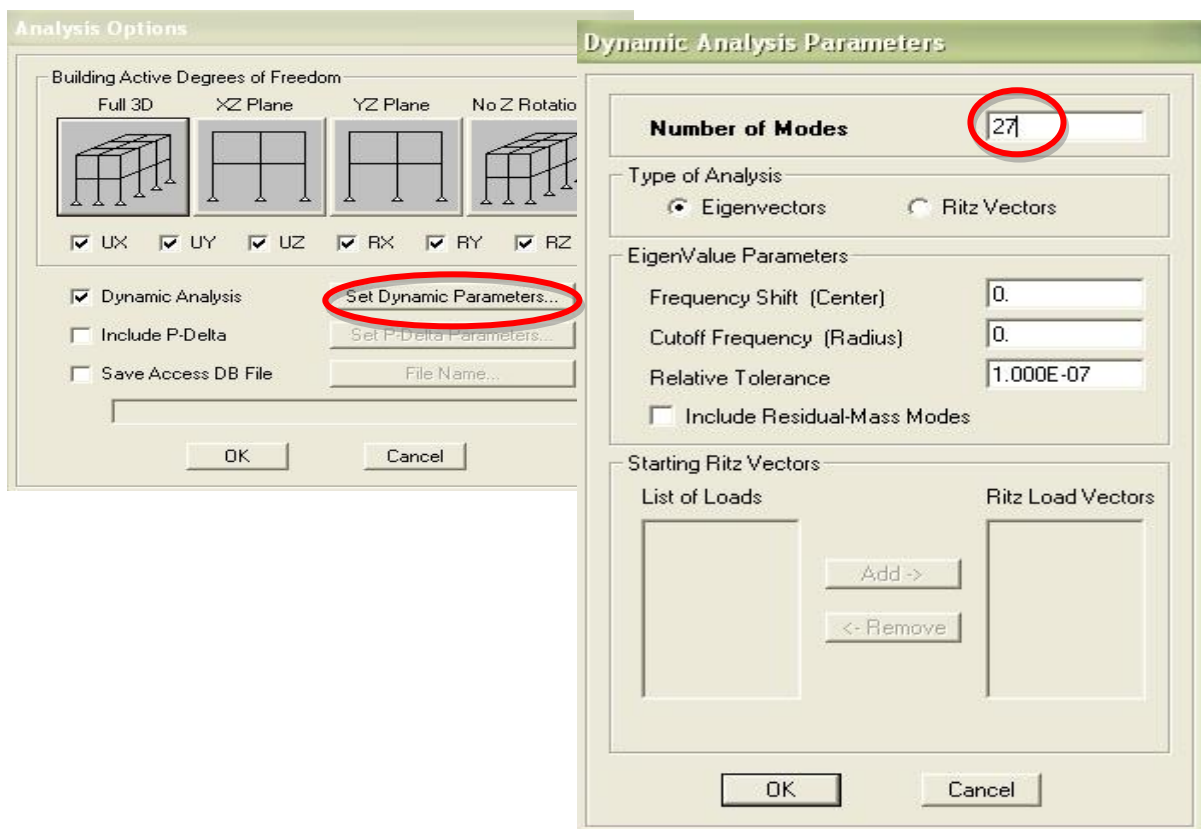 Analysis Options
Building Active Degrees of Freedom
Full 3D XZ Plane YZ Plane No Z Rotatio
UX UY UZ RX RY RZ
Dynamic Analysis Set Dynamic Parameters...
Include P-Delta Set P-Delta Parameters...
Save Access DB File File Name...
OK Cancel
Dynamic Analysis Parameters
Number of Modes 27
Type of Analysis
Eigenvectors Ritz Vectors
EigenValue Parameters
Frequency Shift (Center) 0.
Cutoff Frequency (Radius) 0.
Relative Tolerance 1.000E-07
Include Residual-Mass Modes
Starting Ritz Vectors
List of Loads Ritz Load Vectors
Add ->
<- Remove
OK Cancel